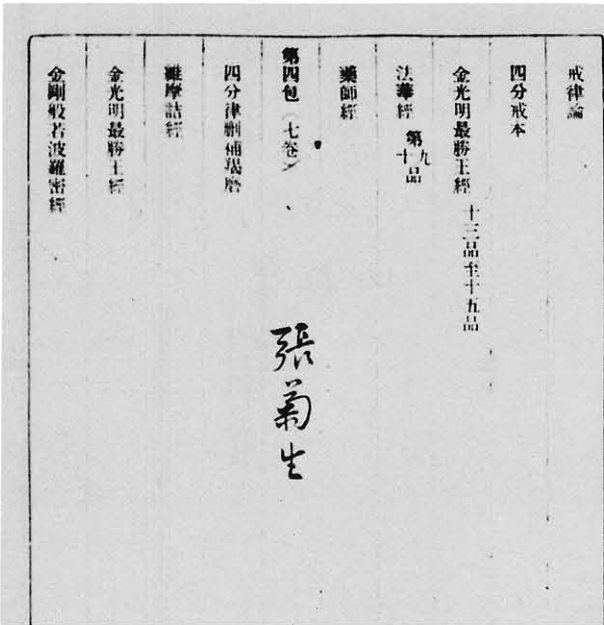 戒律論
四分戒本
金光明最勝王經 十三品至十五品
法華經 第九
十品
藥師經
第四包（七卷） 張菊生
四分律刪補羯磨
維摩詰經
金光明最勝王經
金剛般若波羅密經